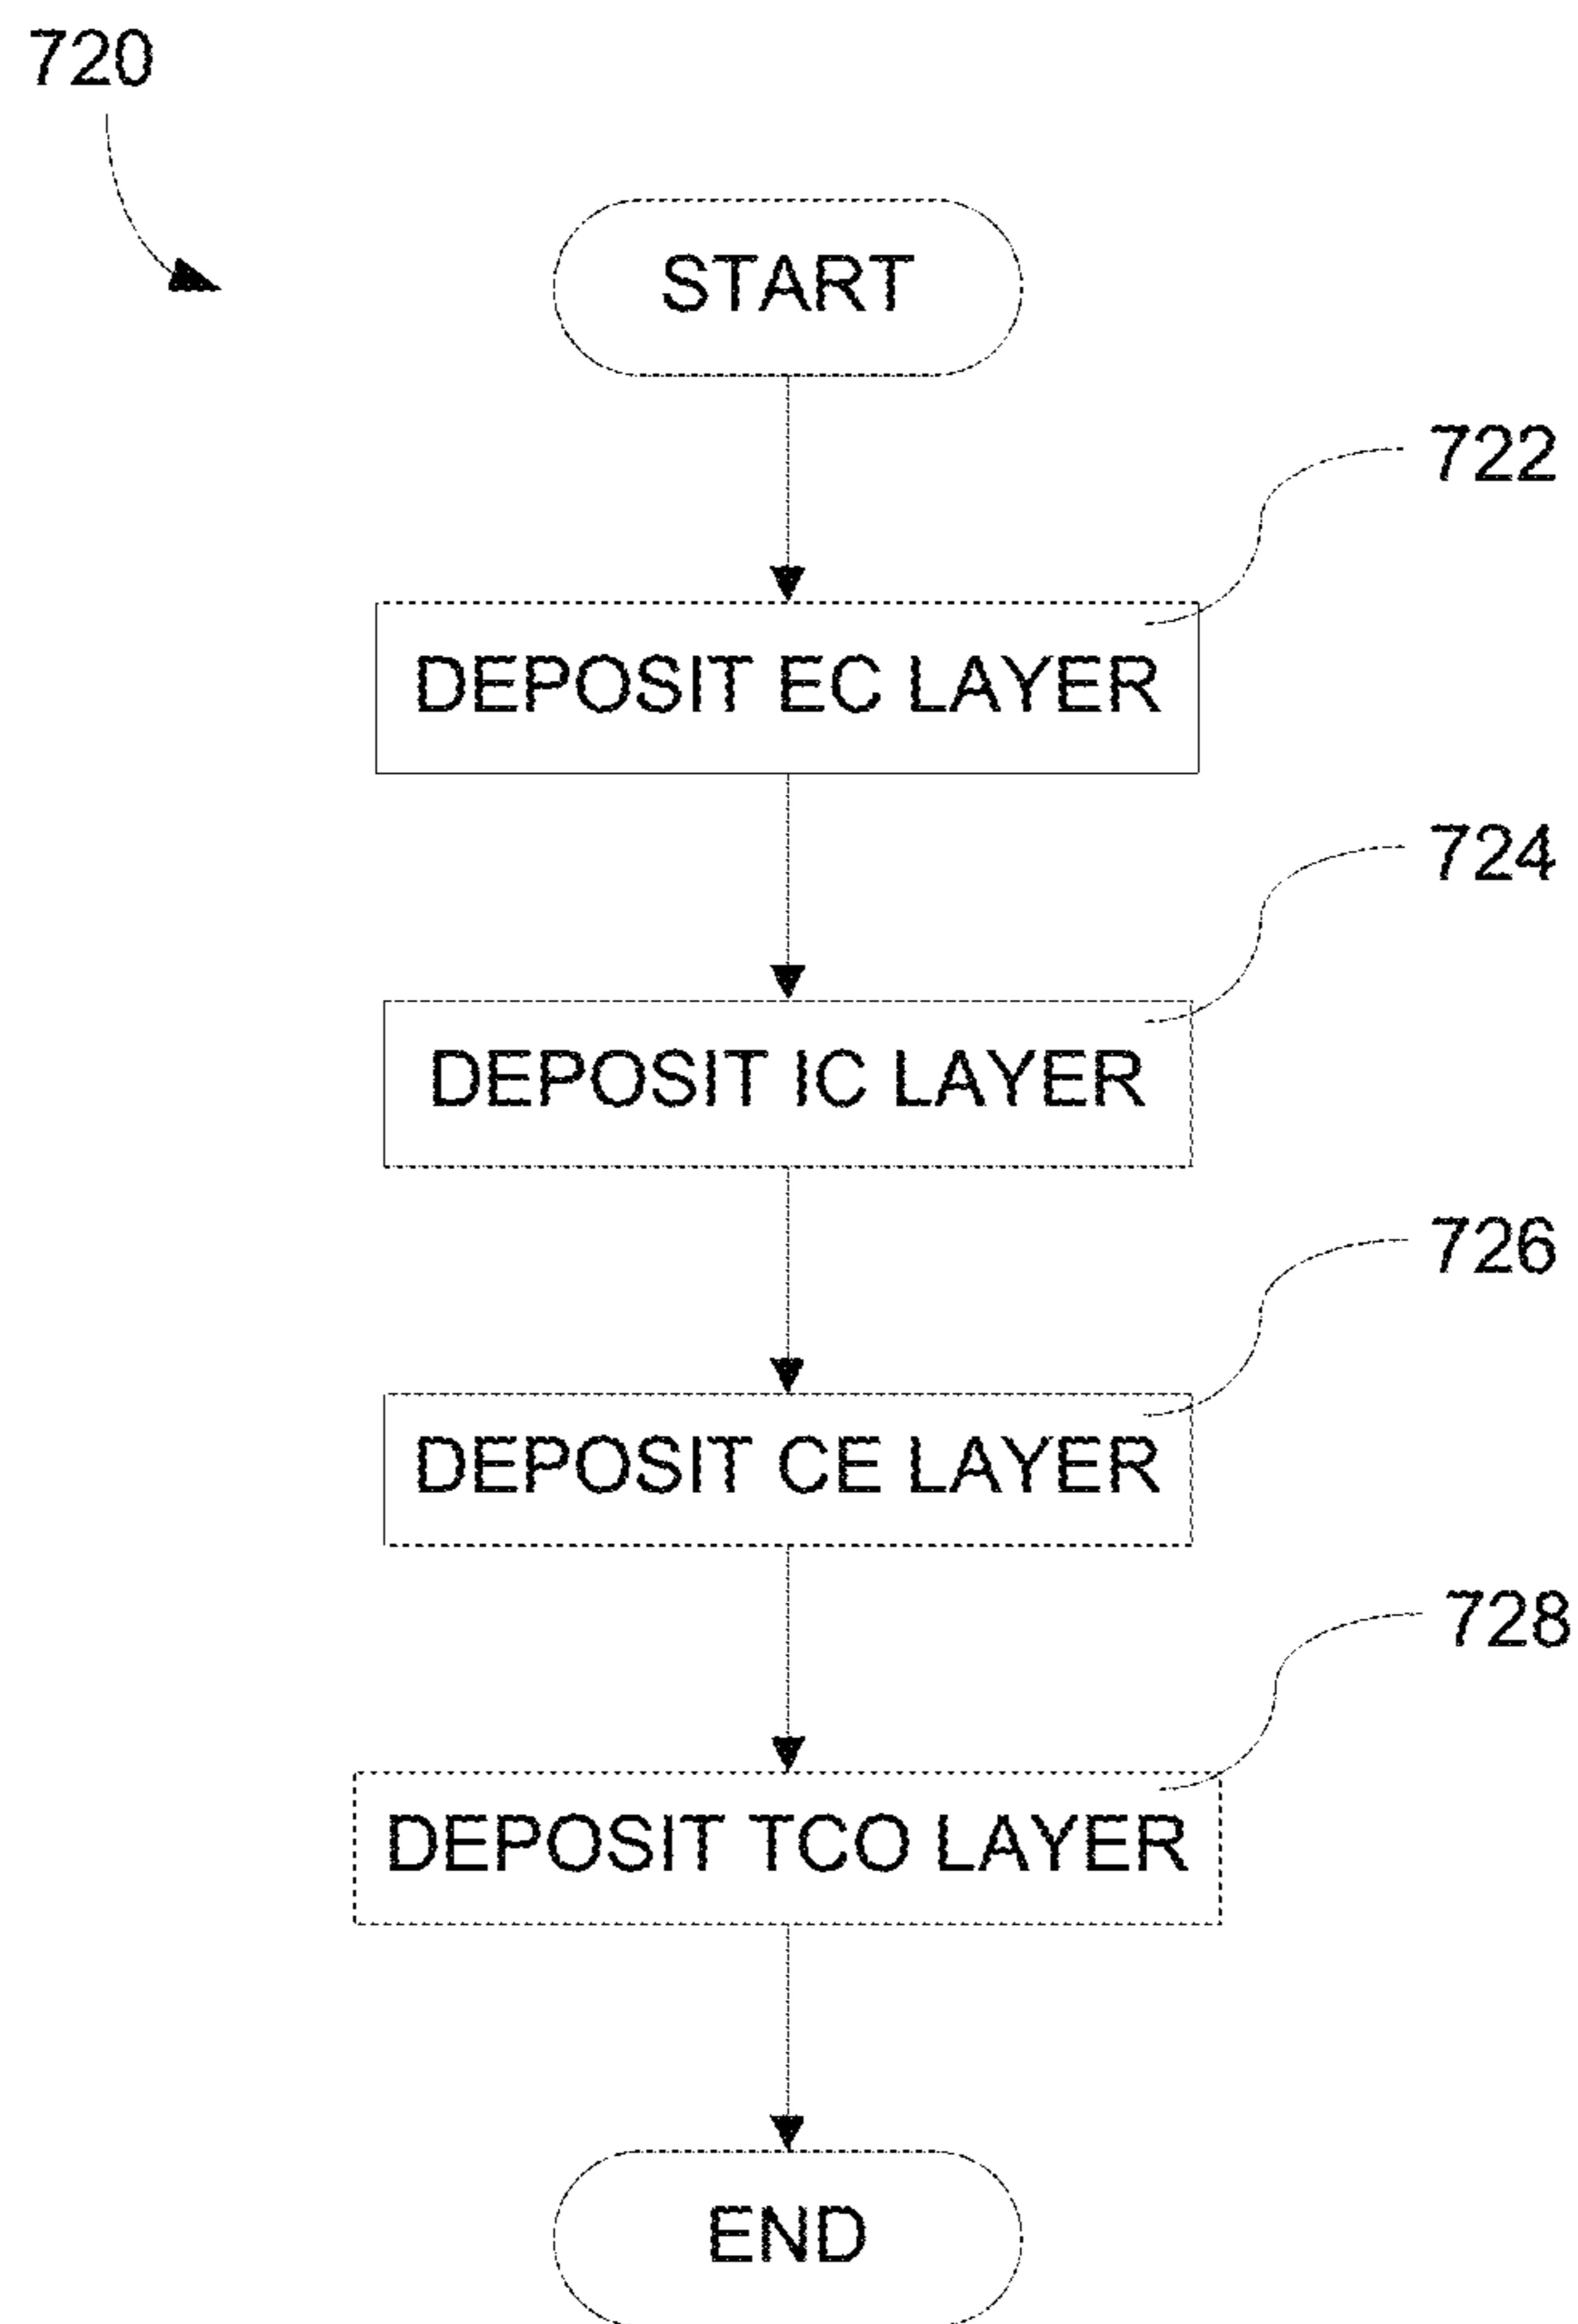 720
START
722
DEPOSIT EC LAYER
724
DEPOSIT IC LAYER
726
DEPOSIT CE LAYER
728
DEPOSIT TCO LAYER
END